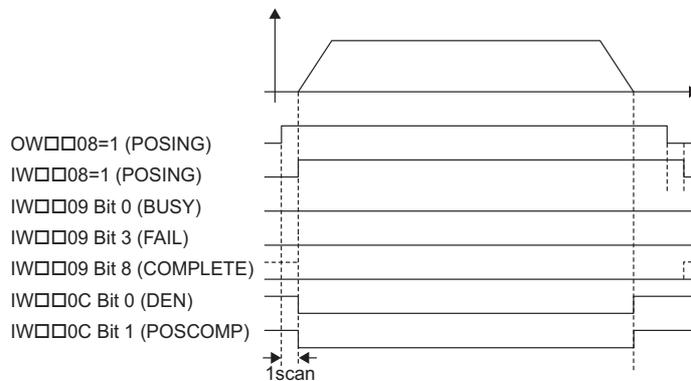 OW□□08=1 (POSING)
IW□□08=1 (POSING)
IW□□09 Bit 0 (BUSY)
IW□□09 Bit 3 (FAIL)
IW□□09 Bit 8 (COMPLETE)
IW□□0C Bit 0 (DEN)
IW□□0C Bit 1 (POSCOMP)
1scan